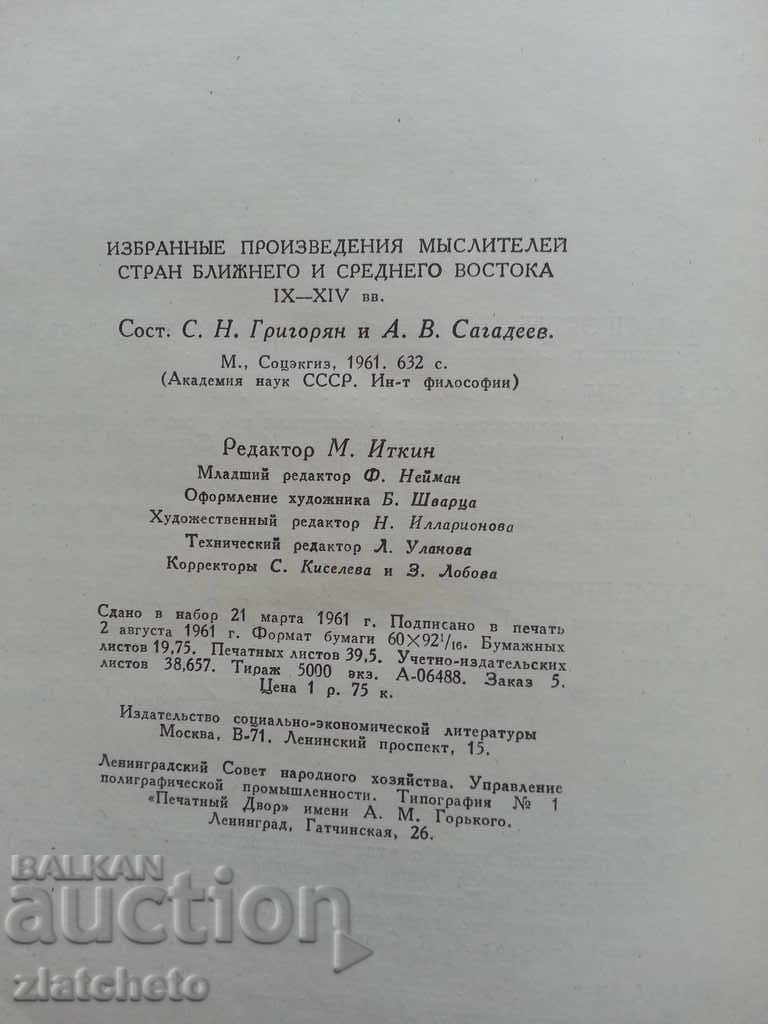 ИЗБРАННЫЕ ПРОИЗВЕДЕНИЯ МЫСЛИТЕЛЕЙ
СТРАН БЛИЖНЕГО И СРЕДНЕГО ВОСТОКА
IX—XIV вв.
Сост. С. Н. Григорян и А. В. Сагадеев.
М., Соцэкгиз, 1961. 632 с.
(Академия наук СССР. Ин-т философии)
Редактор М. Иткин
Младший редактор Ф. Нейман
Оформление художника Б. Шварца
Художественный редактор Н. Илларионова
Технический редактор Л. Уланова
Корректоры С. Киселева и З. Лобова
Сдано в набор 21 марта 1961 г. Подписано в печать
2 августа 1961 г. Формат бумаги 60×92¹/₁₆. Бумажных
листов 19,75. Печатных листов 39,5. Учетно-издательских
листов 38,657. Тираж 5000 экз. А-06488. Заказ 5.
Цена 1 р. 75 к.
Издательство социально-экономической литературы
Москва, В-71, Ленинский проспект, 15.
Ленинградский Совет народного хозяйства. Управление
полиграфической промышленности. Типография № 1
«Печатный Двор» имени А. М. Горького.
Ленинград, Гатчинская, 26.
BALKAN
auction
zlatcheto